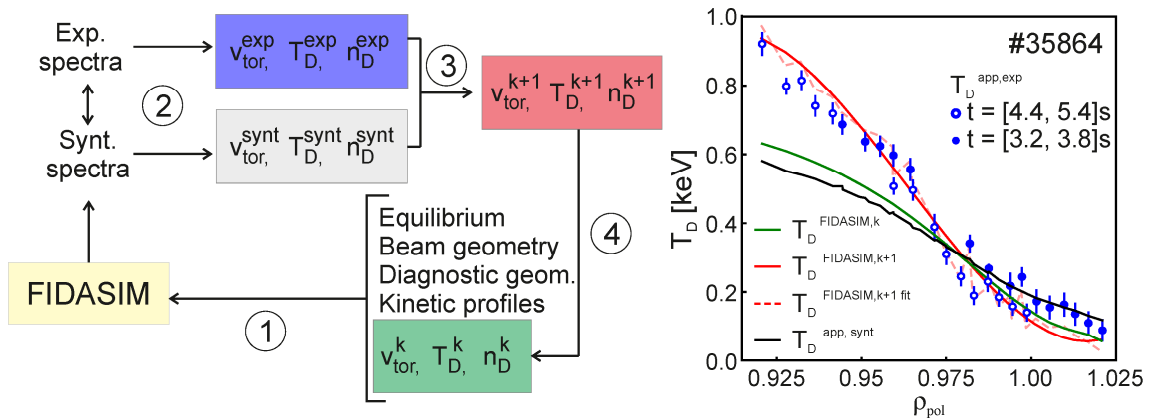 Exp.
spectra
Synt.
spectra
②
v_tor,^exp T_D,^exp n_D^exp
v_tor,^synt T_D,^synt n_D^synt
③
v_tor,^k+1 T_D,^k+1 n_D^k+1
④
Equilibrium
Beam geometry
Diagnostic geom.
Kinetic profiles
v_tor,^k T_D,^k n_D^k
①
FIDASIM
#35864
T_D^app,exp
t = [4.4, 5.4]s
t = [3.2, 3.8]s
T_D^FIDASIM,k
T_D^FIDASIM,k+1
T_D^FIDASIM,k+1 fit
T_D^app, synt
T_D [keV]
1.0
0.8
0.6
0.4
0.2
0.0
0.925 0.95 0.975 1.00 1.025
ρ_pol